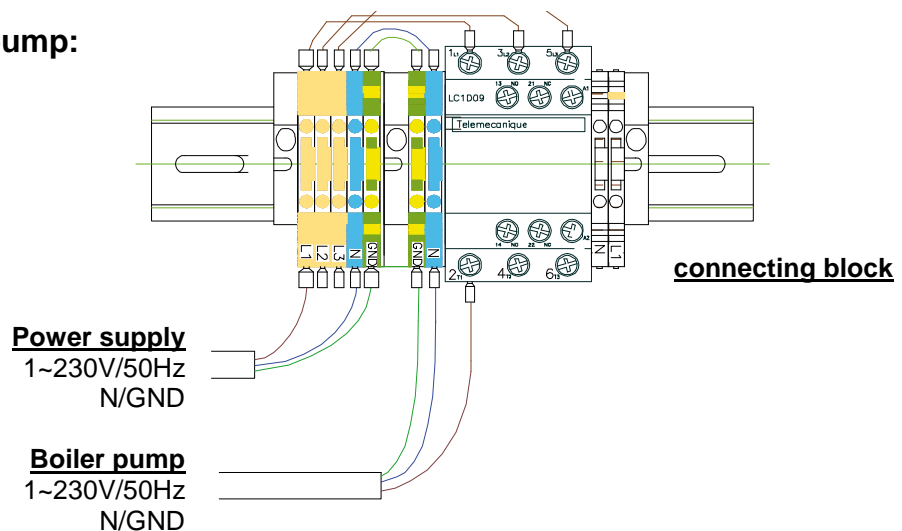 ump:
1L1 3L2 5L3
13 NO 21 NC A1
LC1D09
Telemecanique
14 NO 22 NC A2
L1 L2 L3 N GND GND N
2T1 4T2 6T3
N L1
connecting block
Power supply
1~230V/50Hz
N/GND
Boiler pump
1~230V/50Hz
N/GND